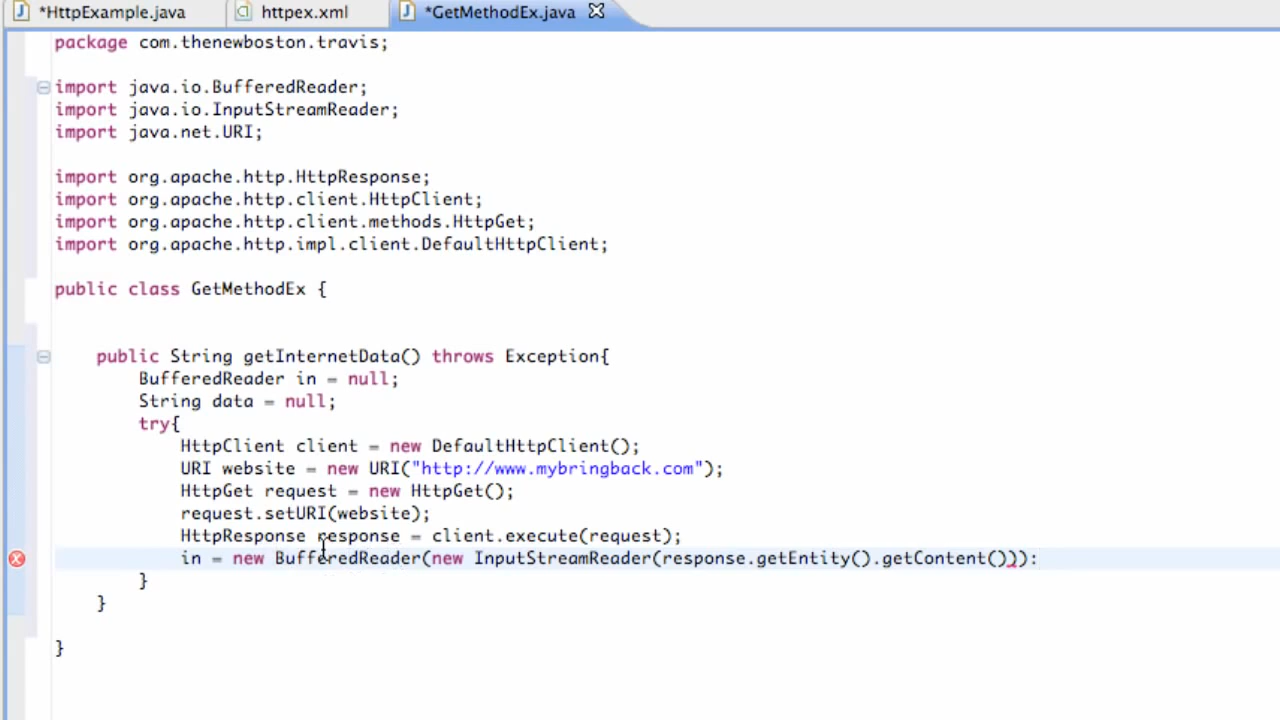 *HttpExample.java httpex.xml *GetMethodEx.java
package com.thenewboston.travis;
import java.io.BufferedReader;
import java.io.InputStreamReader;
import java.net.URI;
import org.apache.http.HttpResponse;
import org.apache.http.client.HttpClient;
import org.apache.http.client.methods.HttpGet;
import org.apache.http.impl.client.DefaultHttpClient;
public class GetMethodEx {
public String getInternetData() throws Exception{
BufferedReader in = null;
String data = null;
try{
HttpClient client = new DefaultHttpClient();
URI website = new URI("http://www.mybringback.com");
HttpGet request = new HttpGet();
request.setURI(website);
HttpResponse response = client.execute(request);
in = new BufferedReader(new InputStreamReader(response.getEntity().getContent())):
}
}
}